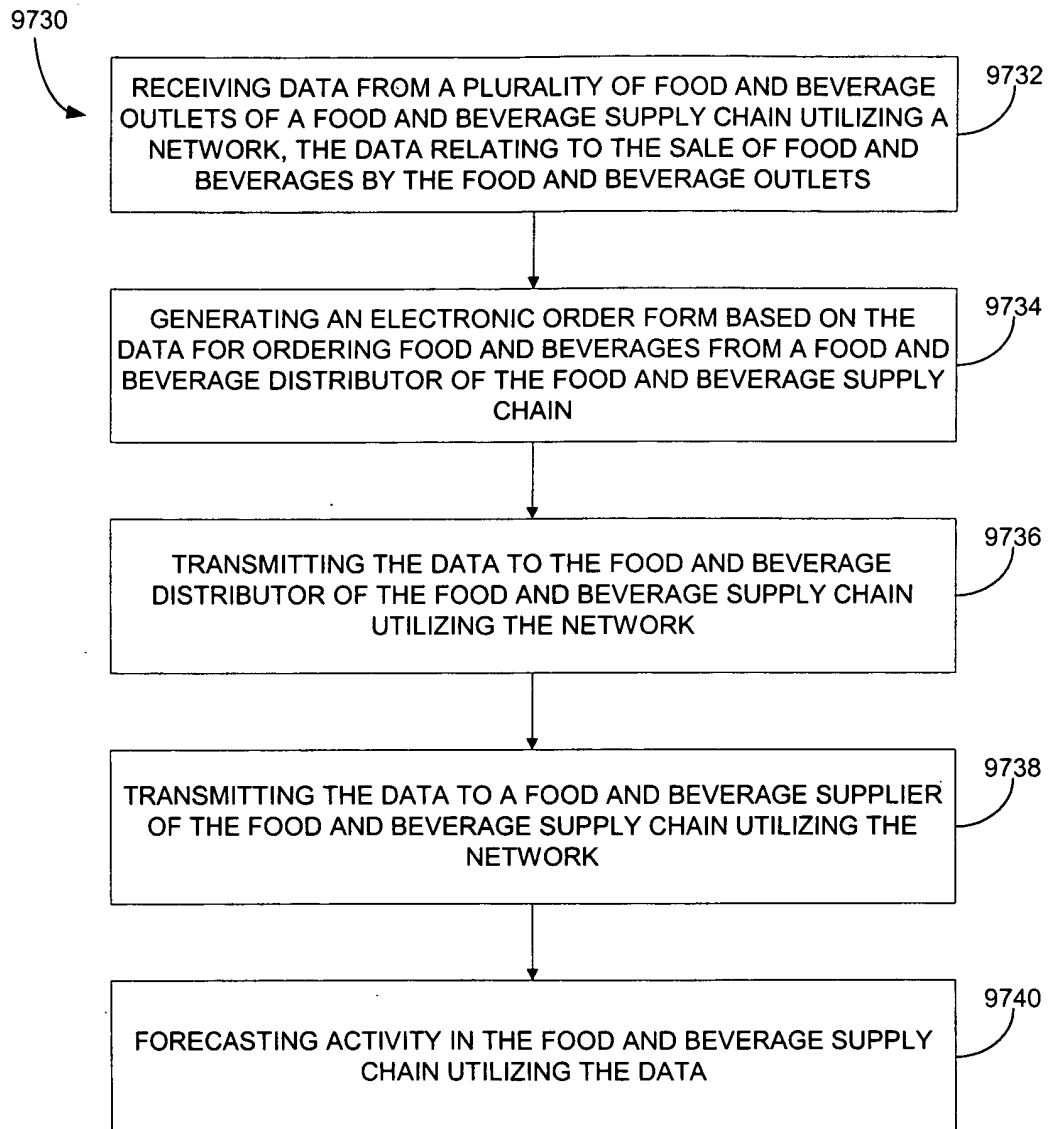 9730
9732
RECEIVING DATA FROM A PLURALITY OF FOOD AND BEVERAGE
OUTLETS OF A FOOD AND BEVERAGE SUPPLY CHAIN UTILIZING A
NETWORK, THE DATA RELATING TO THE SALE OF FOOD AND
BEVERAGES BY THE FOOD AND BEVERAGE OUTLETS
9734
GENERATING AN ELECTRONIC ORDER FORM BASED ON THE
DATA FOR ORDERING FOOD AND BEVERAGES FROM A FOOD AND
BEVERAGE DISTRIBUTOR OF THE FOOD AND BEVERAGE SUPPLY
CHAIN
9736
TRANSMITTING THE DATA TO THE FOOD AND BEVERAGE
DISTRIBUTOR OF THE FOOD AND BEVERAGE SUPPLY CHAIN
UTILIZING THE NETWORK
9738
TRANSMITTING THE DATA TO A FOOD AND BEVERAGE SUPPLIER
OF THE FOOD AND BEVERAGE SUPPLY CHAIN UTILIZING THE
NETWORK
9740
FORECASTING ACTIVITY IN THE FOOD AND BEVERAGE SUPPLY
CHAIN UTILIZING THE DATA